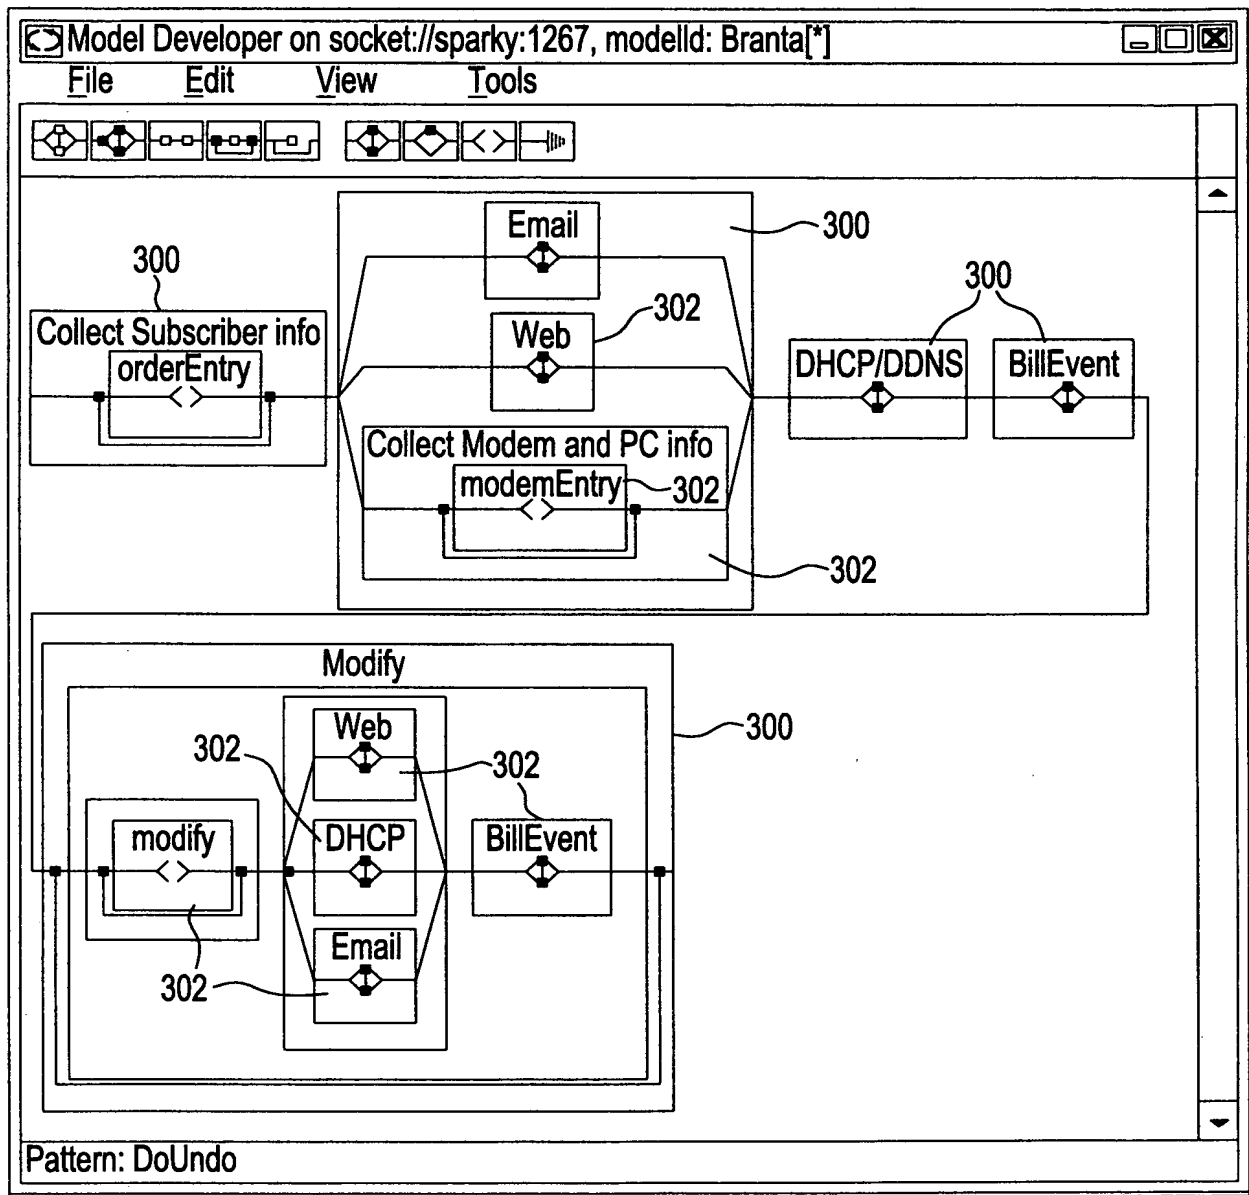 Model Developer on socket://sparky:1267, modelId: Branta[*]
File Edit View Tools
Email
300
300
300
Web
302
Collect Subscriber info
orderEntry
DHCP/DDNS
BillEvent
Collect Modem and PC info
modemEntry
302
302
Modify
Web
300
302
302
modify
DHCP
BillEvent
Email
302
Pattern: DoUndo